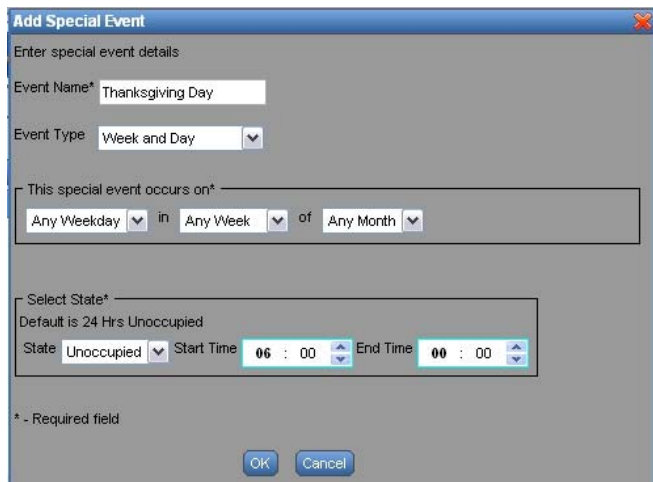 Add Special Event
Enter special event details
Event Name* Thanksgiving Day
Event Type Week and Day
This special event occurs on*
Any Weekday in Any Week of Any Month
Select State*
Default is 24 Hrs Unoccupied
State Unoccupied Start Time 06 : 00 End Time 00 : 00
* - Required field
OK Cancel